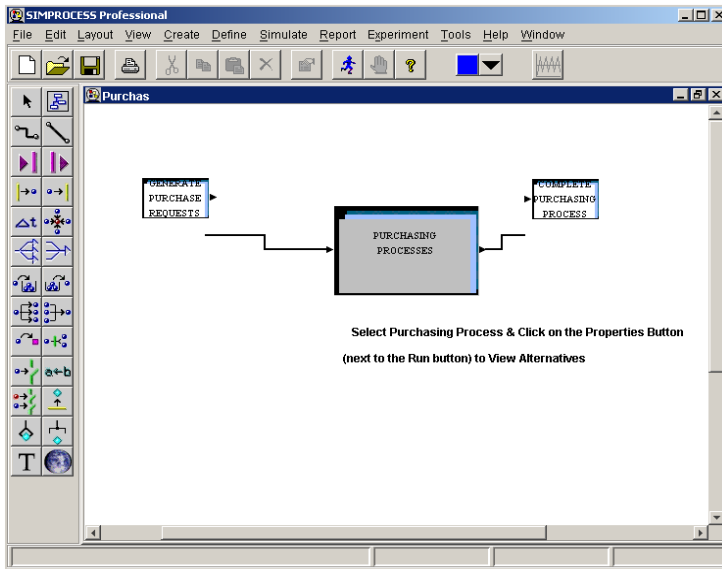 SIMPROCESS Professional
File Edit Layout View Create Define Simulate Report Experiment Tools Help Window
Purchas
GENERATE
PURCHASE
REQUESTS
COMPLETE
PURCHASING
PROCESS
PURCHASING
PROCESSES
Select Purchasing Process & Click on the Properties Button
(next to the Run button) to View Alternatives
Δt
a←b
T